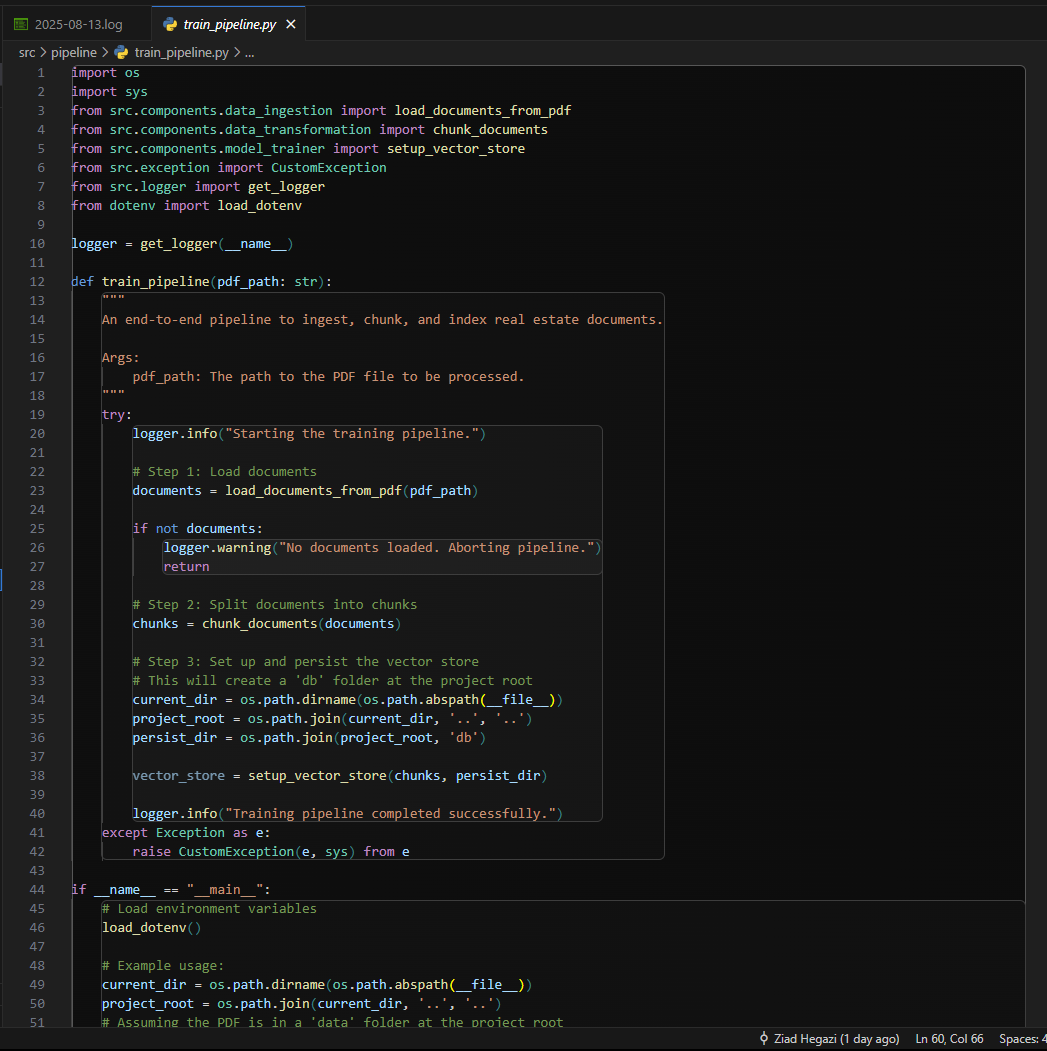 2025-08-13.log
train_pipeline.py
src > pipeline > train_pipeline.py > ...
1 import os
2 import sys
3 from src.components.data_ingestion import load_documents_from_pdf
4 from src.components.data_transformation import chunk_documents
5 from src.components.model_trainer import setup_vector_store
6 from src.exception import CustomException
7 from src.logger import get_logger
8 from dotenv import load_dotenv
9
10 logger = get_logger(__name__)
11
12 def train_pipeline(pdf_path: str):
13     """
14     An end-to-end pipeline to ingest, chunk, and index real estate documents.
15
16     Args:
17         pdf_path: The path to the PDF file to be processed.
18     """
19     try:
20         logger.info("Starting the training pipeline.")
21
22         # Step 1: Load documents
23         documents = load_documents_from_pdf(pdf_path)
24
25         if not documents:
26             logger.warning("No documents loaded. Aborting pipeline.")
27             return
28
29         # Step 2: Split documents into chunks
30         chunks = chunk_documents(documents)
31
32         # Step 3: Set up and persist the vector store
33         # This will create a 'db' folder at the project root
34         current_dir = os.path.dirname(os.path.abspath(__file__))
35         project_root = os.path.join(current_dir, '..', '..')
36         persist_dir = os.path.join(project_root, 'db')
37
38         vector_store = setup_vector_store(chunks, persist_dir)
39
40         logger.info("Training pipeline completed successfully.")
41     except Exception as e:
42         raise CustomException(e, sys) from e
43
44 if __name__ == "__main__":
45     # Load environment variables
46     load_dotenv()
47
48     # Example usage:
49     current_dir = os.path.dirname(os.path.abspath(__file__))
50     project_root = os.path.join(current_dir, '..', '..')
51     # Assuming the PDF is in a 'data' folder at the project root
Ziad Hegazi (1 day ago) Ln 60, Col 66 Spaces: 4